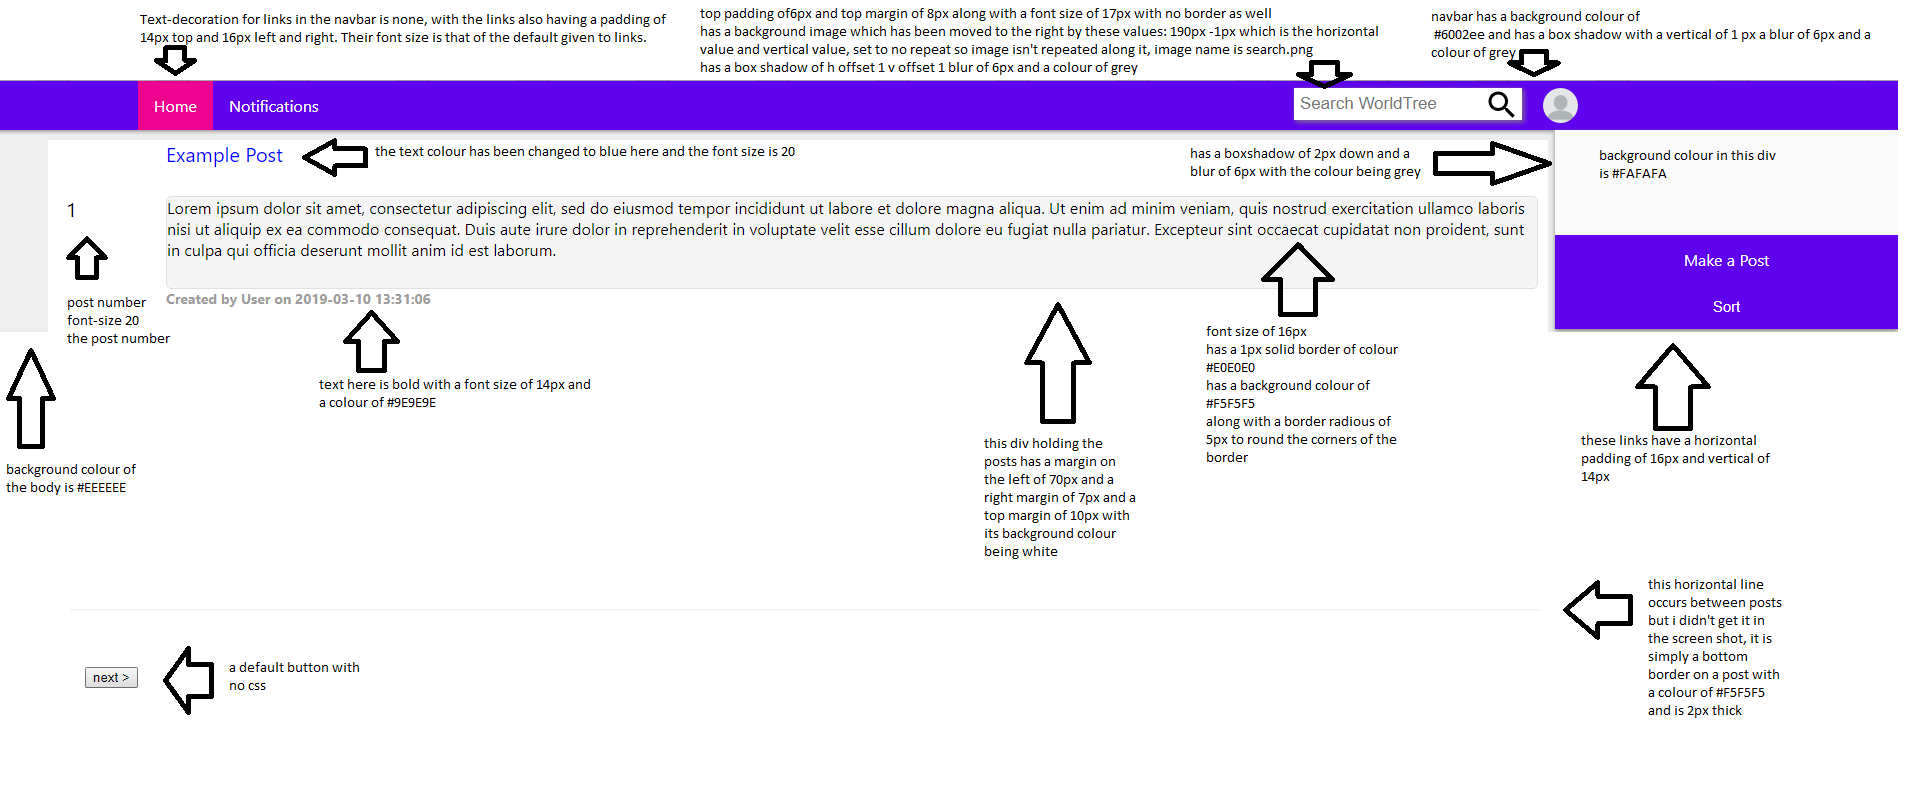 Text-decoration for links in the navbar is none, with the links also having a padding of
14px top and 16px left and right. Their font size is that of the default given to links.
top padding of6px and top margin of 8px along with a font size of 17px with no border as well
has a background image which has been moved to the right by these values: 190px -1px which is the horizontal
value and vertical value, set to no repeat so image isn't repeated along it, image name is search.png
has a box shadow of h offset 1 v offset 1 blur of 6px and a colour of grey
navbar has a background colour of
#6002ee and has a box shadow with a vertical of 1 px a blur of 6px and a
colour of grey
Home
Notifications
Search WorldTree
Example Post
the text colour has been changed to blue here and the font size is 20
has a boxshadow of 2px down and a
blur of 6px with the colour being grey
background colour in this div
is #FAFAFA
1
Lorem ipsum dolor sit amet, consectetur adipiscing elit, sed do eiusmod tempor incididunt ut labore et dolore magna aliqua. Ut enim ad minim veniam, quis nostrud exercitation ullamco laboris
nisi ut aliquip ex ea commodo consequat. Duis aute irure dolor in reprehenderit in voluptate velit esse cillum dolore eu fugiat nulla pariatur. Excepteur sint occaecat cupidatat non proident, sunt
in culpa qui officia deserunt mollit anim id est laborum.
Created by User on 2019-03-10 13:31:06
Make a Post
Sort
post number
font-size 20
the post number
text here is bold with a font size of 14px and
a colour of #9E9E9E
font size of 16px
has a 1px solid border of colour
#E0E0E0
has a background colour of
#F5F5F5
along with a border radious of
5px to round the corners of the
border
background colour of
the body is #EEEEEE
this div holding the
posts has a margin on
the left of 70px and a
right margin of 7px and a
top margin of 10px with
its background colour
being white
these links have a horizontal
padding of 16px and vertical of
14px
this horizontal line
occurs between posts
but i didn't get it in
the screen shot, it is
simply a bottom
border on a post with
a colour of #F5F5F5
and is 2px thick
next >
a default button with
no css